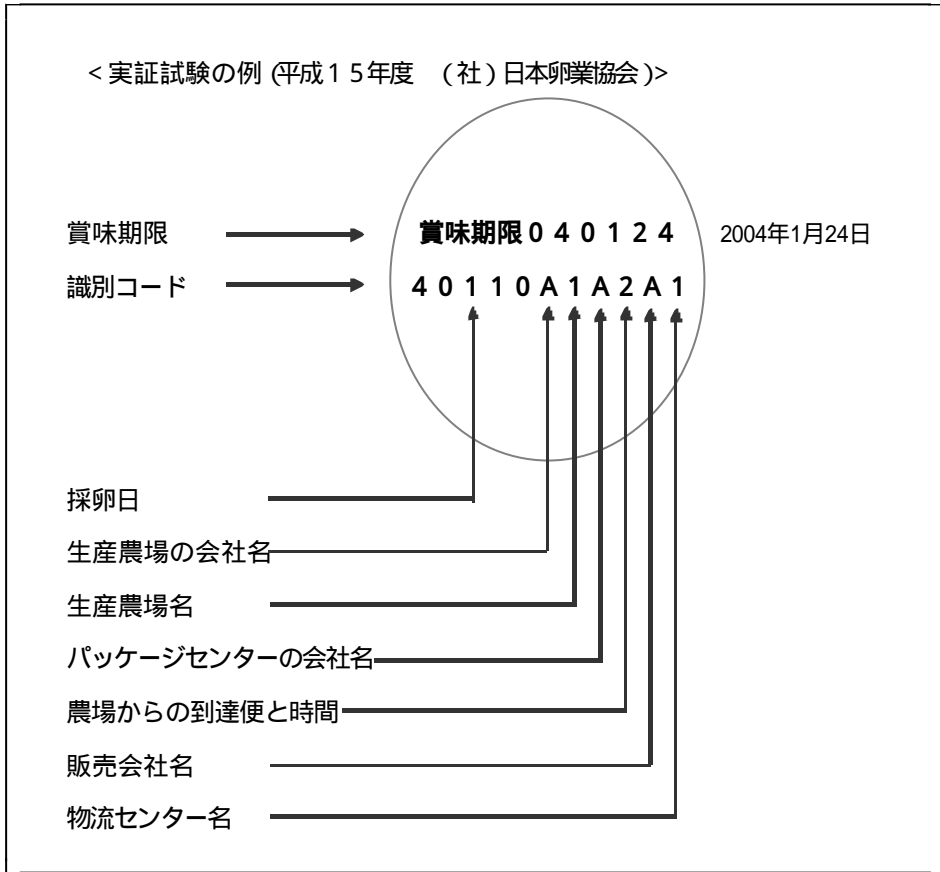 <実証試験の例(平成15年度 (社)日本卵業協会)>
賞味期限 賞味期限040124 2004年1月24日
識別コード 40110A1A2A1
採卵日
生産農場の会社名
生産農場名
パッケージセンターの会社名
農場からの到達便と時間
販売会社名
物流センター名